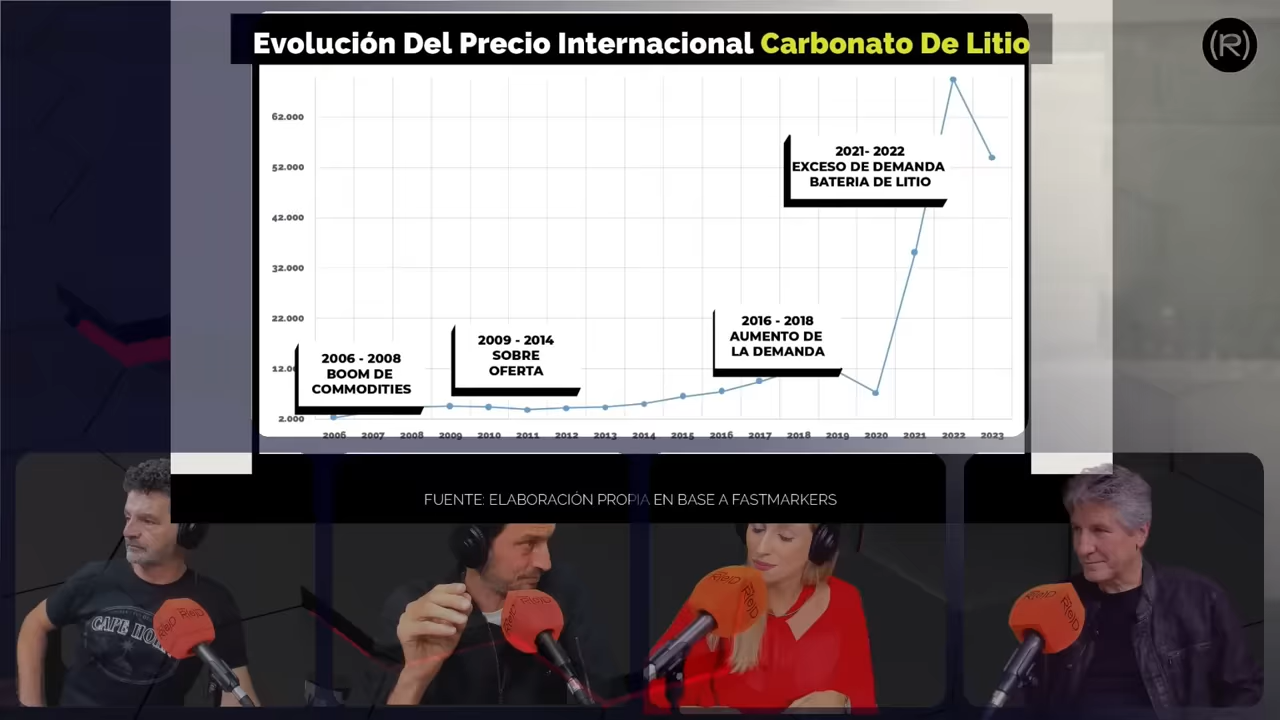 Evolución Del Precio Internacional Carbonato De Litio
(R)
62.000
52.000
42.000
32.000
22.000
12.0
2.000
2021- 2022
EXCESO DE DEMANDA
BATERIA DE LITIO
2016 - 2018
AUMENTO DE
LA DEMANDA
2009 - 2014
SOBRE
OFERTA
2006 - 2008
BOOM DE
COMMODITIES
2006 2007 2008 2009 2010 2011 2012 2013 2014 2015 2016 2017 2018 2019 2020 2021 2022 2023
FUENTE: ELABORACIÓN PROPIA EN BASE A FASTMARKERS
CAPE HO